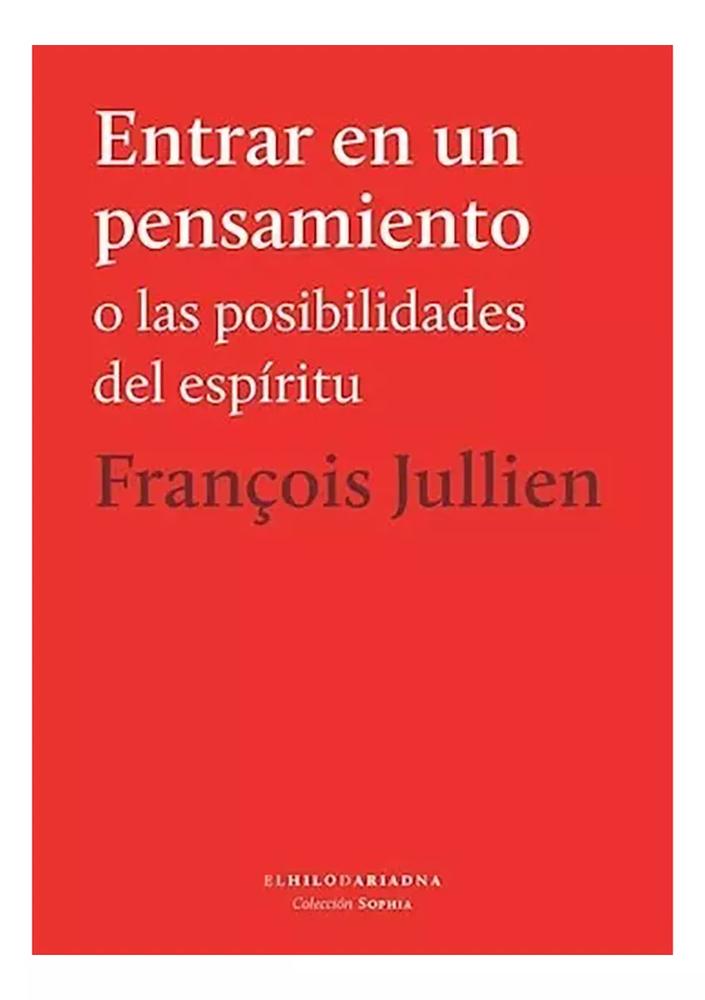 Entrar en un
pensamiento
o las posibilidades
del espíritu
François Jullien
ELHILODARIADNA
Colección SOPHIA